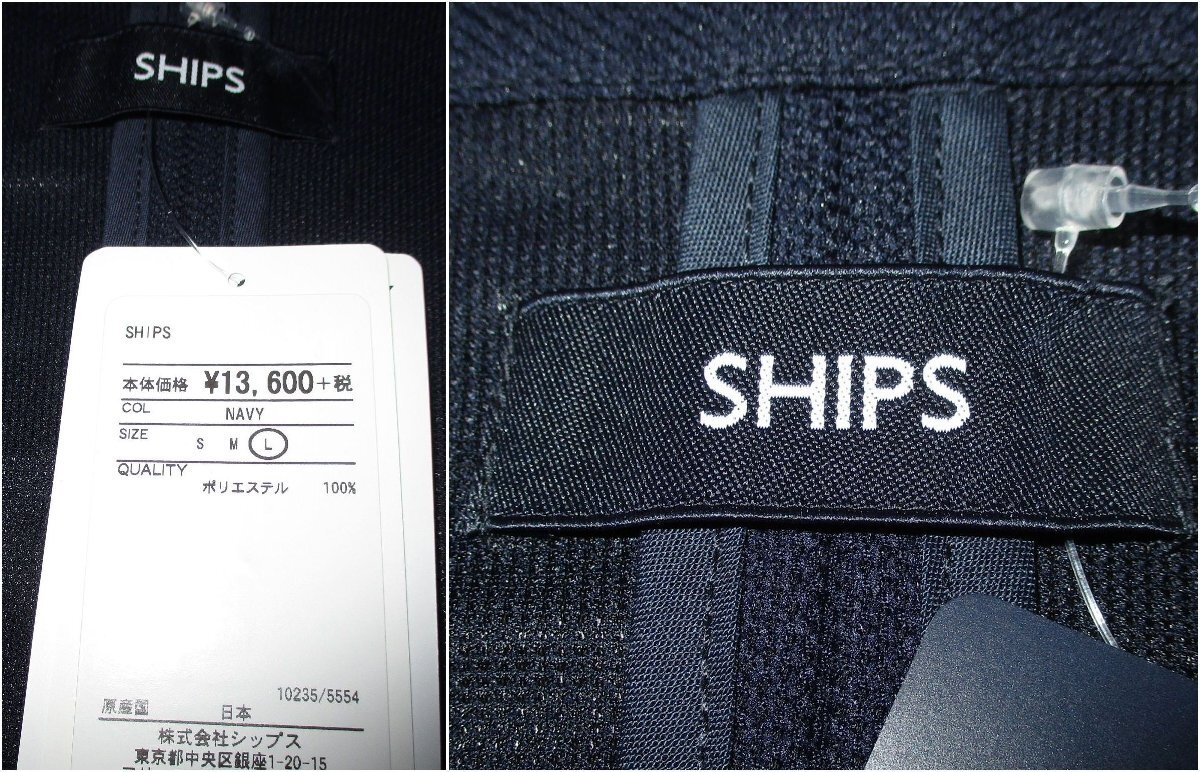 SHIPS
SHIPS
本体価格 ¥13,600+税
COL NAVY
SIZE S M L
QUALITY
ポリエステル 100%
10235/5554
原産国 日本
株式会社シップス
東京都中央区銀座1-20-15
SHIPS